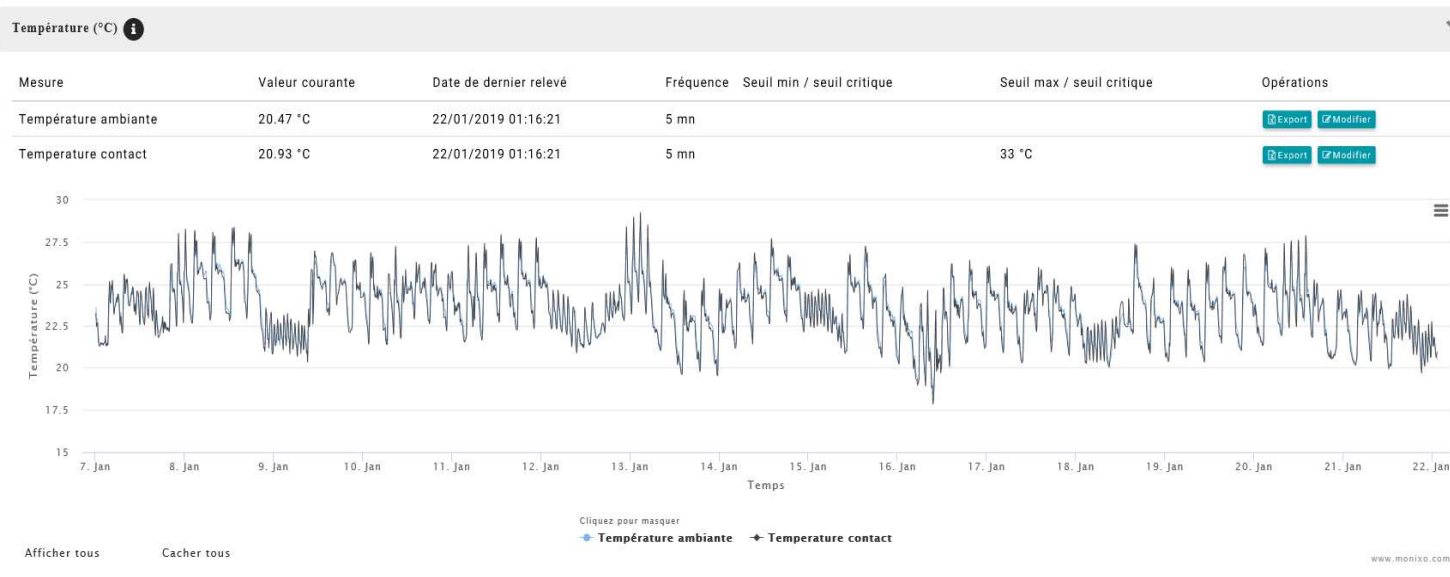 Température (°C)
Mesure Valeur courante Date de dernier relevé Fréquence Seuil min / seuil critique Seuil max / seuil critique Opérations
Température ambiante 20.47 °C 22/01/2019 01:16:21 5 mn Export Modifier
Temperature contact 20.93 °C 22/01/2019 01:16:21 5 mn 33 °C Export Modifier
30
27.5
25
22.5
20
17.5
15
Température (°C)
7. Jan 8. Jan 9. Jan 10. Jan 11. Jan 12. Jan 13. Jan 14. Jan 15. Jan 16. Jan 17. Jan 18. Jan 19. Jan 20. Jan 21. Jan 22. Jan
Temps
Cliquez pour masquer
Température ambiante Temperature contact
Afficher tous Cacher tous
www.monixo.com